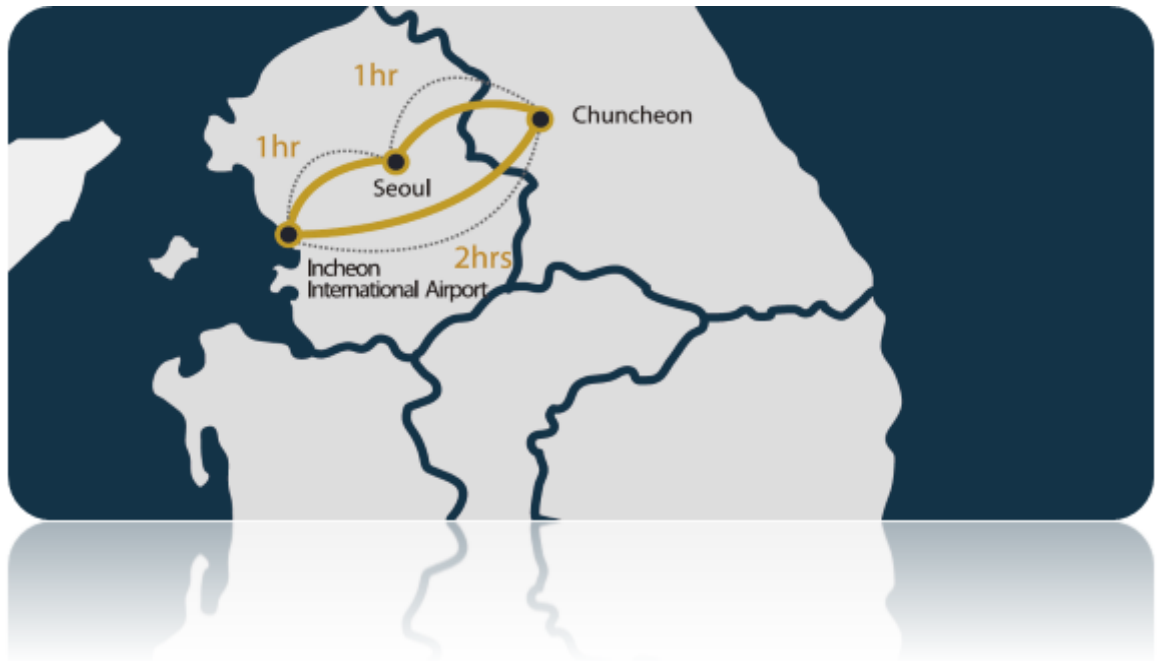 1hr
Chuncheon
1hr
Seoul
2hrs
Incheon
International Airport